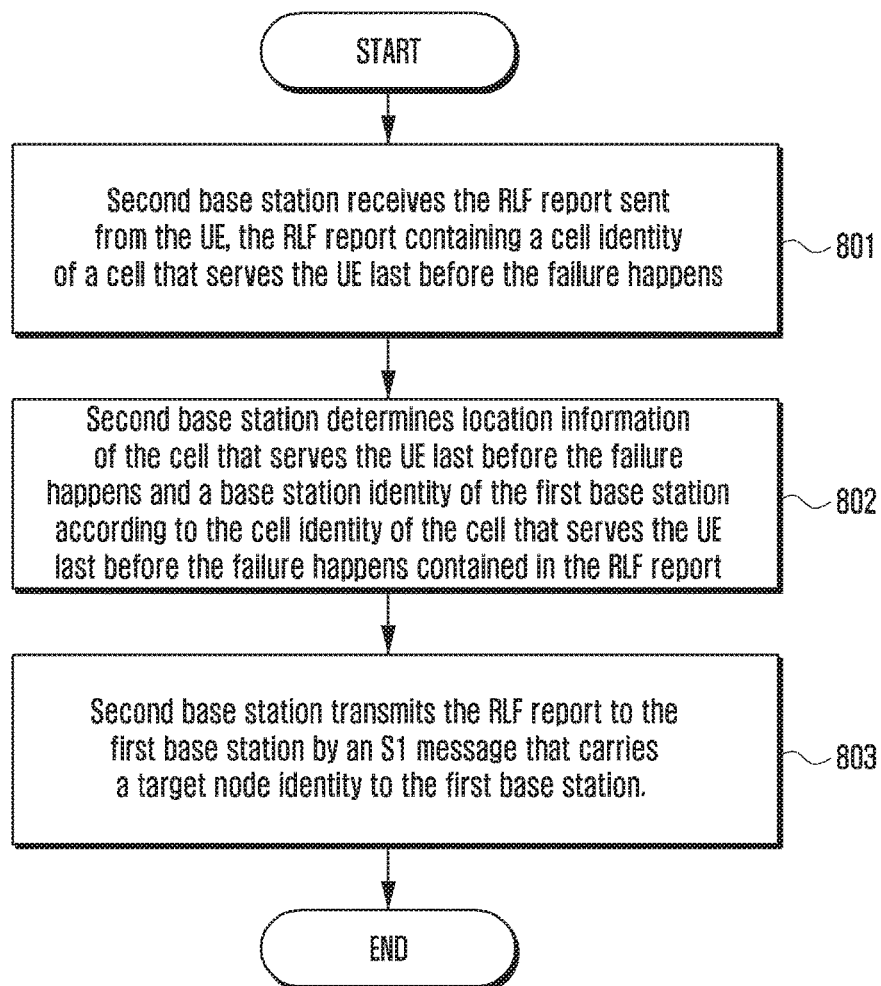 START
Second base station receives the RLF report sent
from the UE, the RLF report containing a cell identity
of a cell that serves the UE last before the failure happens
801
Second base station determines location information
of the cell that serves the UE last before the failure
happens and a base station identity of the first base station
according to the cell identity of the cell that serves the UE
last before the failure happens contained in the RLF report
802
Second base station transmits the RLF report to the
first base station by an S1 message that carries
a target node identity to the first base station.
803
END